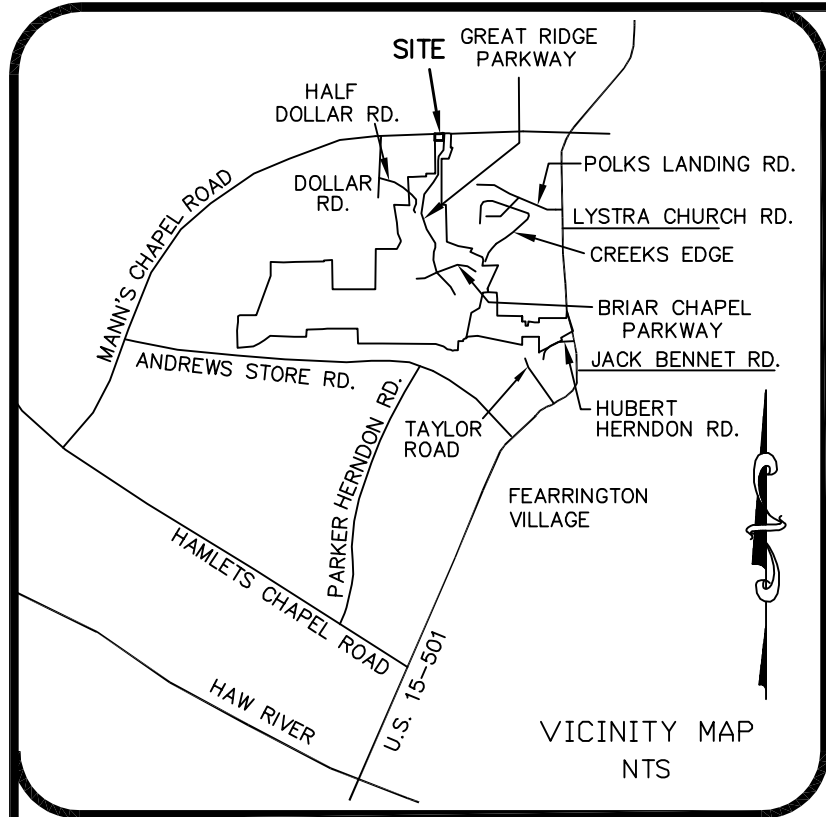 GREAT RIDGE
PARKWAY
SITE
HALF
DOLLAR RD.
DOLLAR
RD.
POLKS LANDING RD.
LYSTRA CHURCH RD.
CREEKS EDGE
MANN'S CHAPEL ROAD
BRIAR CHAPEL
PARKWAY
ANDREWS STORE RD.
JACK BENNET RD.
HUBERT
HERNDON RD.
TAYLOR
ROAD
PARKER HERNDON RD.
FEARRINGTON
VILLAGE
HAMLETS CHAPEL ROAD
U.S. 15-501
HAW RIVER
VICINITY MAP
NTS